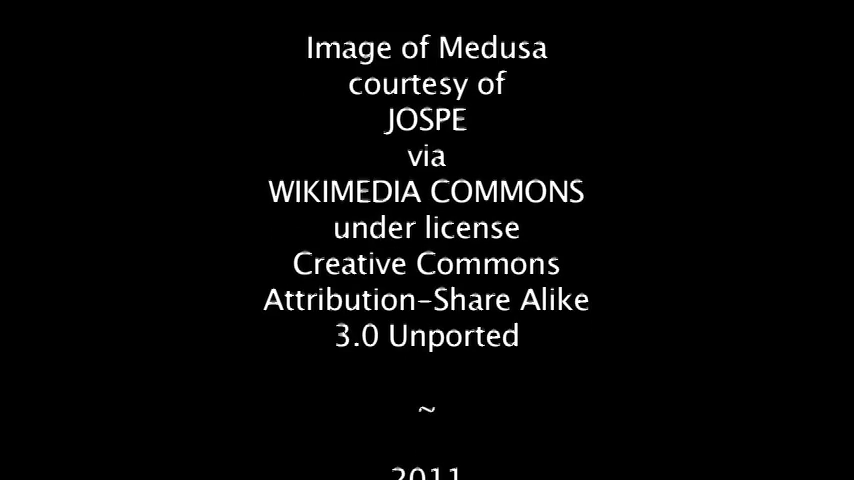 Image of Medusa
courtesy of
JOSPE
via
WIKIMEDIA COMMONS
under license
Creative Commons
Attribution-Share Alike
3.0 Unported
~
2011